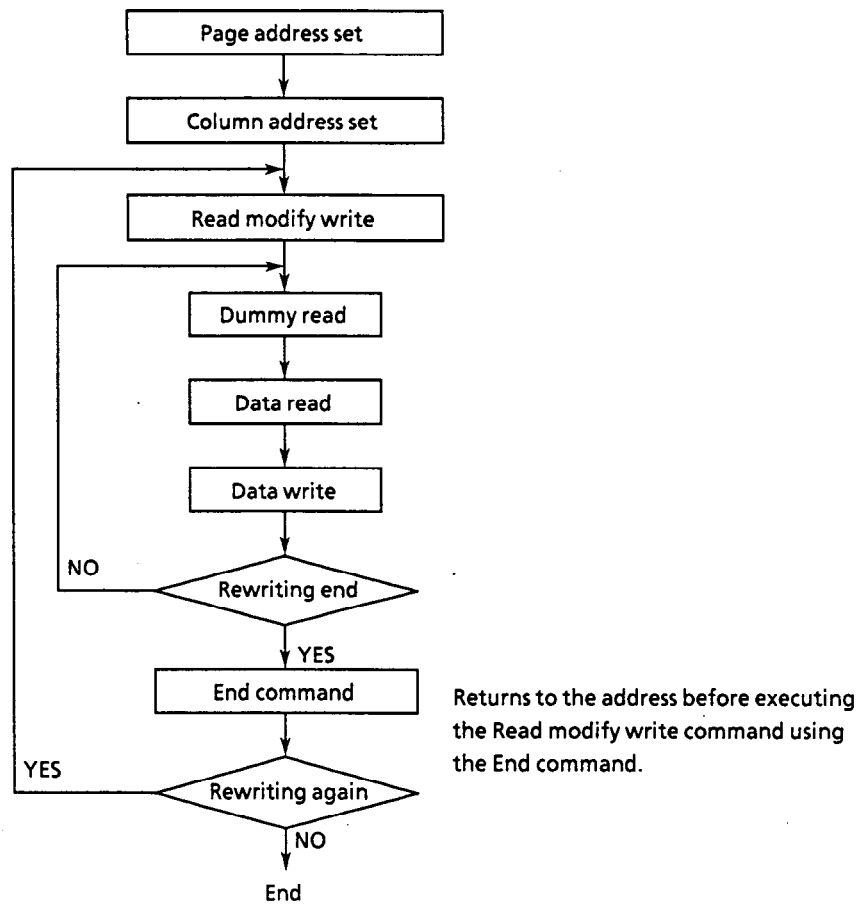 Page address set
Column address set
Read modify write
Dummy read
Data read
Data write
Rewriting end
NO
YES
End command
Returns to the address before executing
the Read modify write command using
the End command.
Rewriting again
YES
NO
End